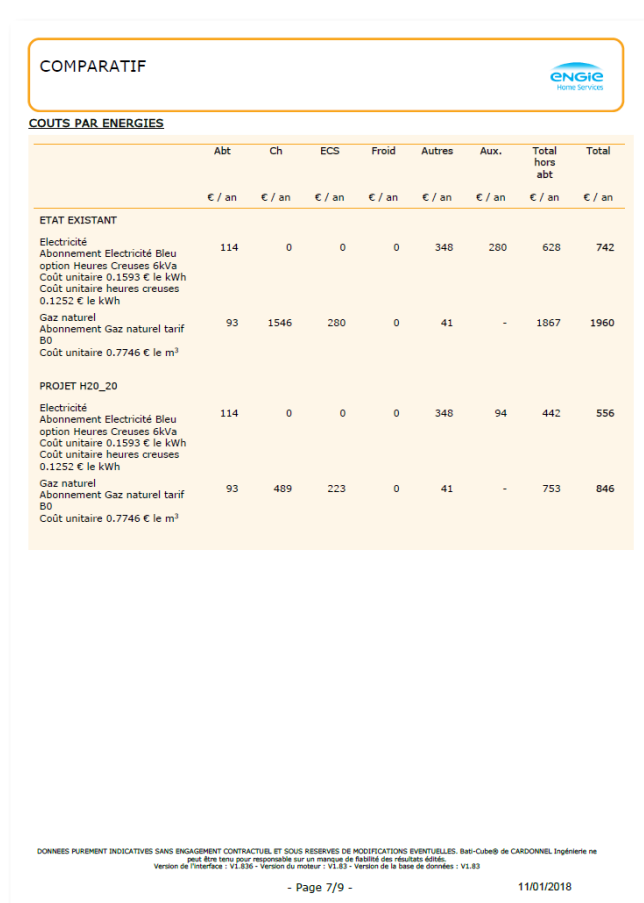 COMPARATIF
ENGIE
Home Services
COUTS PAR ENERGIES
Abt Ch ECS Froid Autres Aux. Total hors abt Total
€ / an € / an € / an € / an € / an € / an € / an € / an
ETAT EXISTANT
Electricité
Abonnement Electricité Bleu 114 0 0 0 348 280 628 742
option Heures Creuses 6kVa
Coût unitaire 0.1593 € le kWh
Coût unitaire heures creuses
0.1252 € le kWh
Gaz naturel
Abonnement Gaz naturel tarif 93 1546 280 0 41 - 1867 1960
B0
Coût unitaire 0.7746 € le m³
PROJET H20_20
Electricité
Abonnement Electricité Bleu 114 0 0 0 348 94 442 556
option Heures Creuses 6kVa
Coût unitaire 0.1593 € le kWh
Coût unitaire heures creuses
0.1252 € le kWh
Gaz naturel
Abonnement Gaz naturel tarif 93 489 223 0 41 - 753 846
B0
Coût unitaire 0.7746 € le m³
DONNEES PUREMENT INDICATIVES SANS ENGAGEMENT CONTRACTUEL ET SOUS RESERVES DE MODIFICATIONS EVENTUELLES. Bati-Cube® de CARDONNEL Ingénierie ne
peut être tenu pour responsable sur un manque de fiabilité des résultats édités.
Version de l'interface : V1.836 - Version du moteur : V1.83 - Version de la base de données : V1.83
- Page 7/9 -
11/01/2018